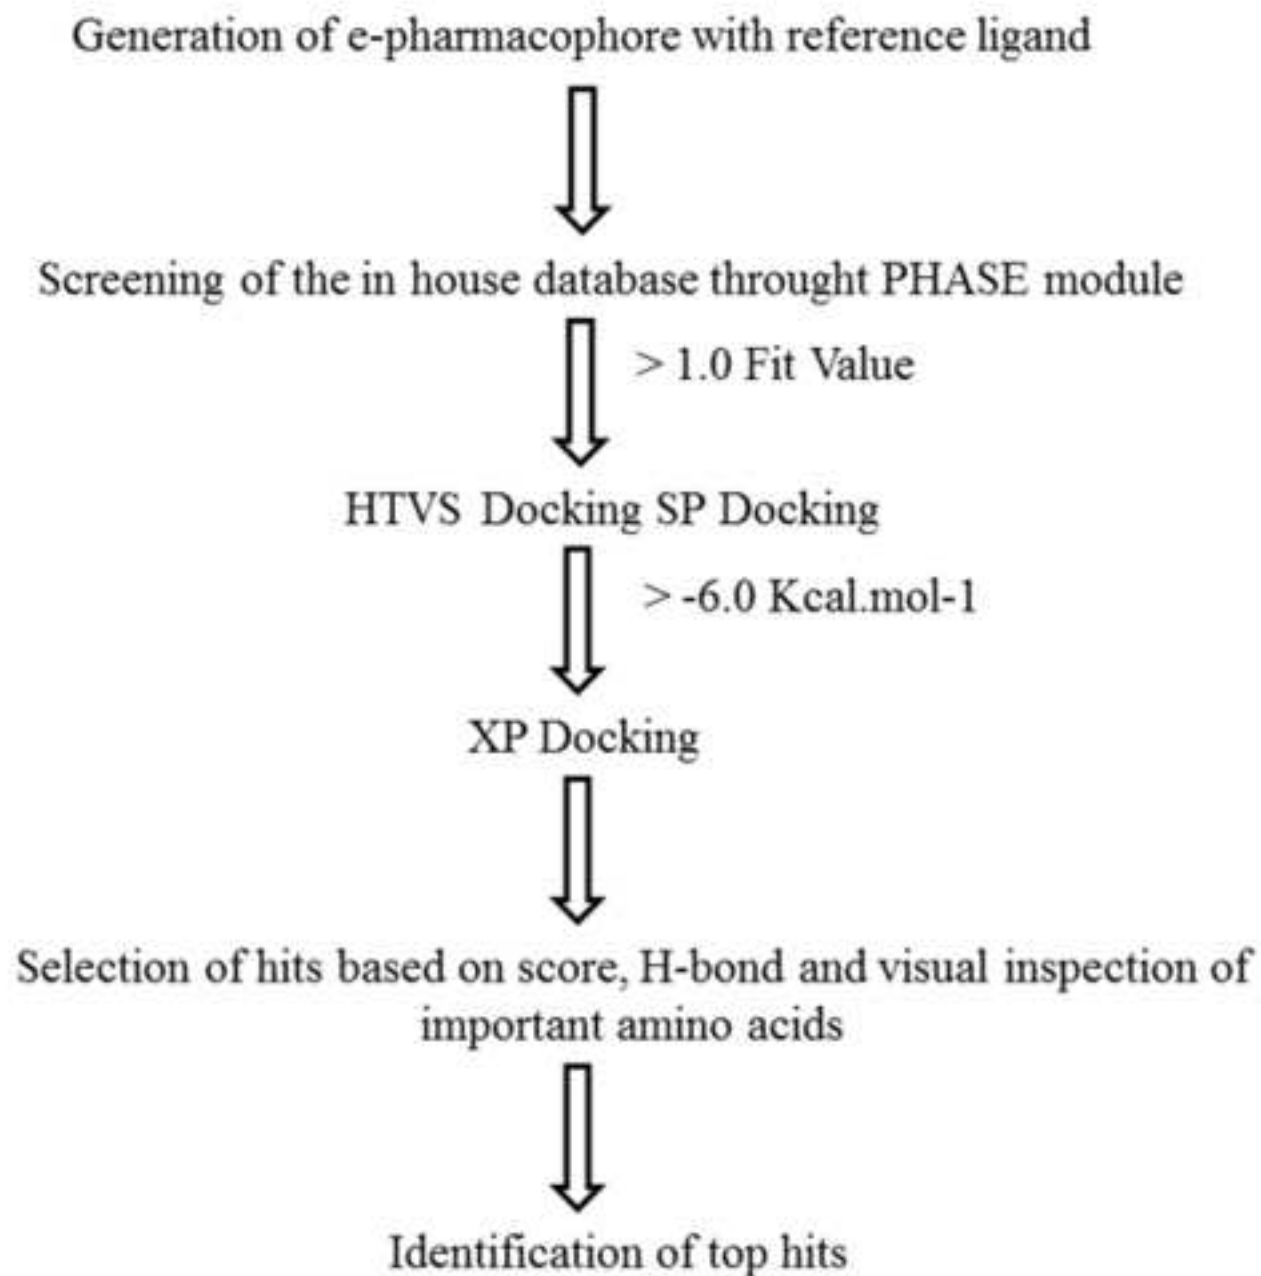 Generation of e-pharmacophore with reference ligand
Screening of the in house database throught PHASE module
> 1.0 Fit Value
HTVS Docking SP Docking
> -6.0 Kcal.mol-1
XP Docking
Selection of hits based on score, H-bond and visual inspection of
important amino acids
Identification of top hits